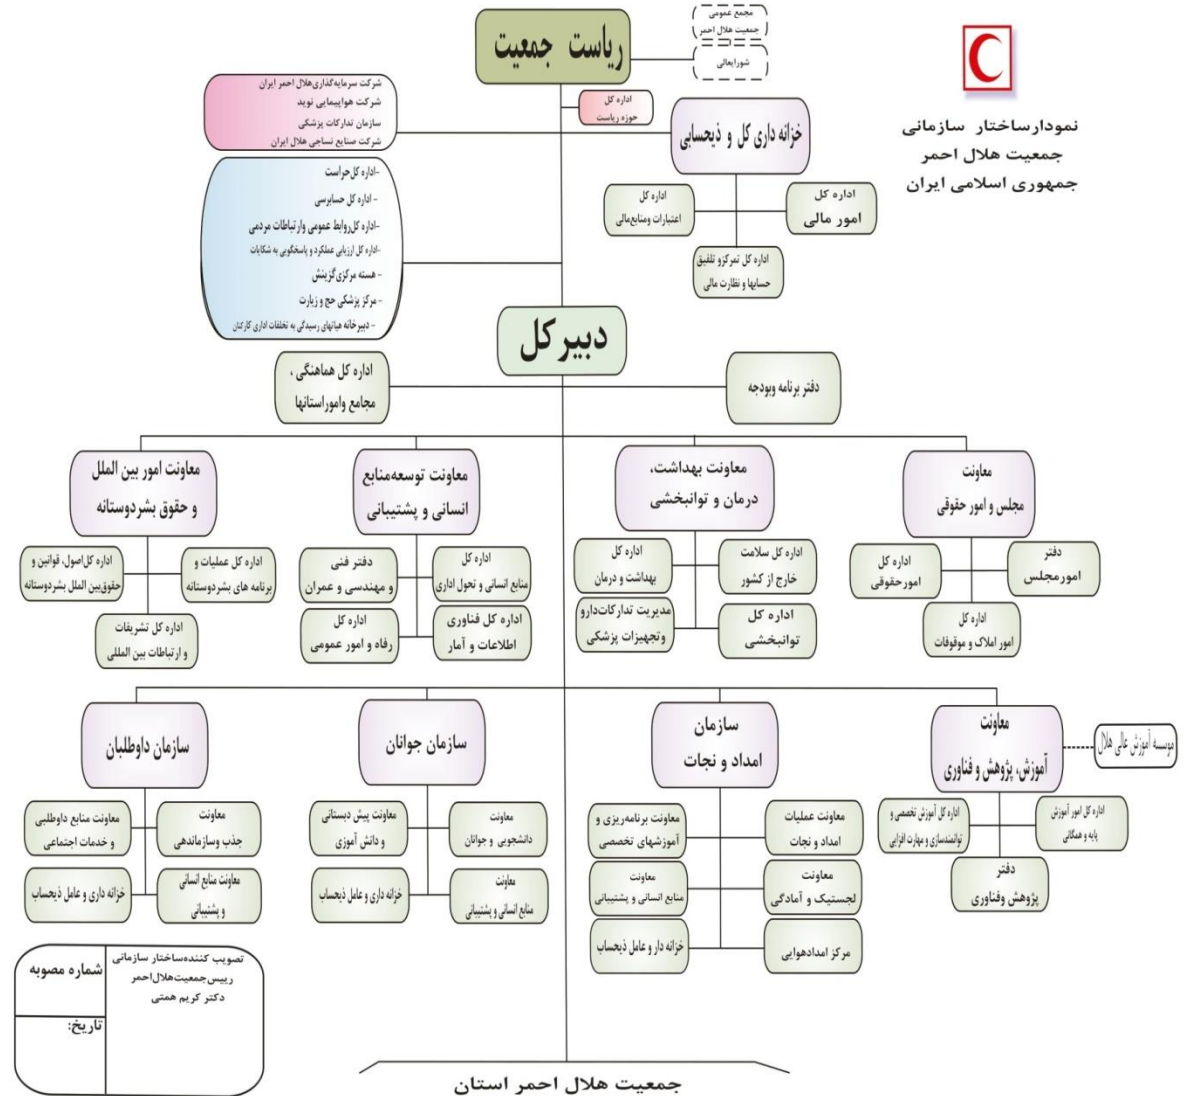 مجمع عمومی
جمعیت هلال احمر
شورایعالی
ریاست جمعیت
نمودارساختار سازمانی
جمعیت هلال احمر
جمهوری اسلامی ایران
اداره کل
حوزه ریاست
شرکت سرمایه‌گذاری‌هلال احمر ایران
شرکت هواپیمایی نوید
سازمان تدارکات پزشکی
شرکت صنایع نساجی هلال ایران
خزانه داری کل و ذیحسابی
اداره کل
امور مالی
اداره کل
اعتبارات ومنابع‌مالی
اداره کل تمرکزو تلفیق
حسابها و نظارت مالی
-اداره کل‌حراست
- اداره کل حسابرسی
-اداره کل‌روابط عمومی وارتباطات مردمی
-اداره کل ارزیابی عملکرد و پاسخگویی به شکایات
- هسته مرکزی‌گزینش
- مرکز پزشکی حج و زیارت
- دبیرخانه هیاتهای رسیدگی به تخلفات اداری کارکنان
دبیرکل
دفتر برنامه وبودجه
اداره کل هماهنگی ،
مجامع واموراستانها
معاونت
مجلس و امور حقوقی
دفتر
امورمجلس
اداره کل
امورحقوقی
اداره کل
امور املاک و موقوفات
معاونت بهداشت،
درمان و توانبخشی
اداره کل سلامت
خارج از کشور
اداره کل
بهداشت و درمان
اداره کل
توانبخشی
مدیریت تدارکات‌دارو
وتجهیزات پزشکی
معاونت توسعه‌منابع
انسانی و پشتیبانی
اداره کل
منابع انسانی و تحول اداری
دفتر فنی
و مهندسی و عمران
اداره کل فناوری
اطلاعات و آمار
اداره کل
رفاه و امور عمومی
معاونت امور بین الملل
و حقوق بشردوستانه
اداره کل عملیات و
برنامه های بشردوستانه
اداره کل‌اصول، قوانین و
حقوق‌بین الملل بشردوستانه
اداره کل تشریفات
و ارتباطات بین المللی
معاونت
آموزش، پژوهش و فناوری
موسسه آموزش عالی هلال
اداره کل امور آموزش
پایه و همگانی
اداره کل آموزش تخصصی و
توانمندسازی و مهارت افزایی
دفتر
پژوهش وفناوری
سازمان
امداد و نجات
معاونت عملیات
امداد و نجات
معاونت برنامه‌ریزی و
آموزشهای تخصصی
معاونت
لجستیک و آمادگی
معاونت
منابع انسانی و پشتیبانی
مرکز امدادهوایی
خزانه دار و عامل ذیحساب
سازمان جوانان
معاونت
دانشجویی و جوانان
معاونت پیش دبستانی
و دانش آموزی
معاونت
منابع انسانی و پشتیبانی
خزانه داری و عامل ذیحساب
سازمان داوطلبان
معاونت
جذب وسازماندهی
معاونت منابع داوطلبی
و خدمات اجتماعی
معاونت منابع انسانی
و پشتیبانی
خزانه داری و عامل ذیحساب
تصویب کننده‌ساختار سازمانی
رییس‌جمعیت‌هلال‌احمر
دکتر کریم همتی
شماره مصوبه
تاریخ:
جمعیت هلال احمر استان